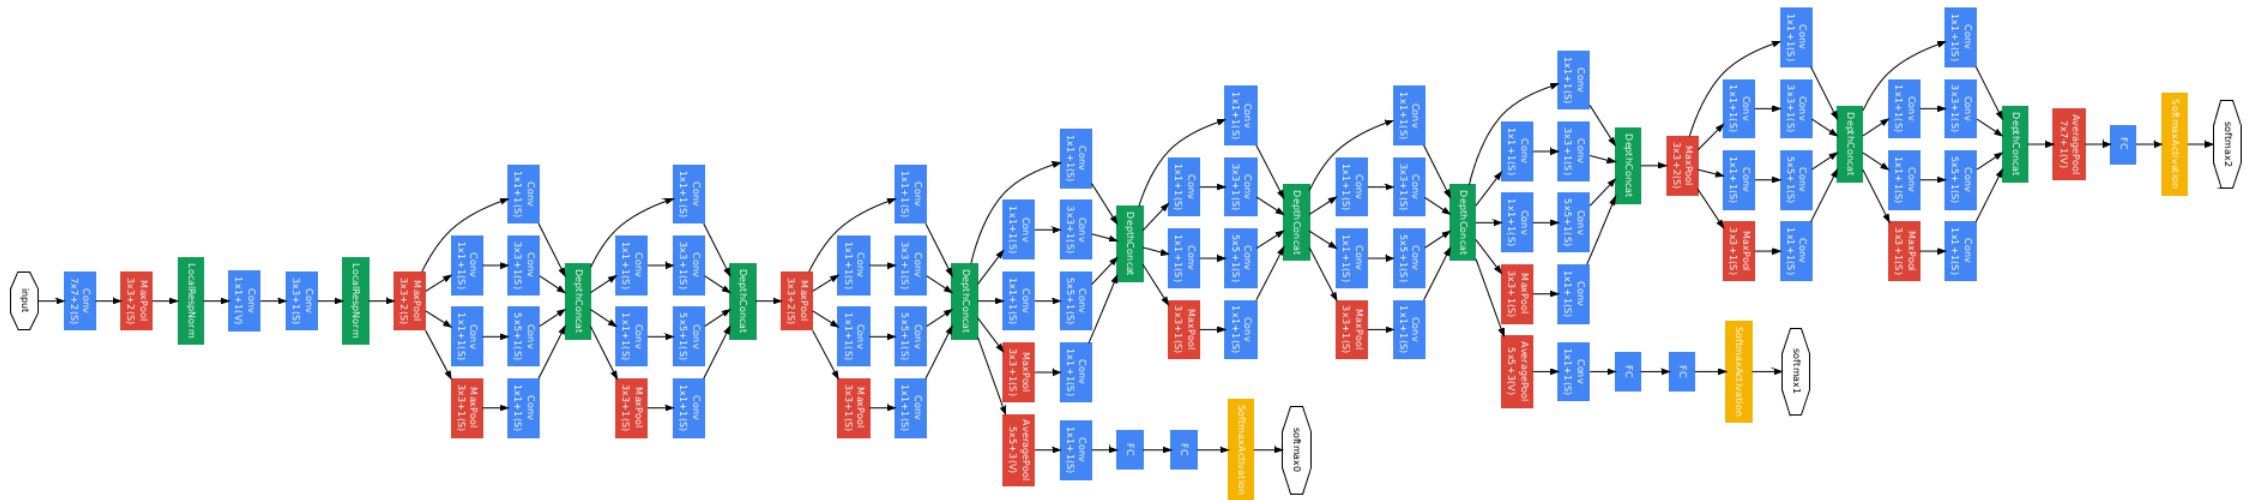 input
Conv
7x7+2(S)
MaxPool
3x3+2(S)
LocalRespNorm
Conv
1x1+1(V)
Conv
3x3+1(S)
LocalRespNorm
MaxPool
3x3+2(S)
Conv
1x1+1(S)
Conv
1x1+1(S)
MaxPool
3x3+1(S)
Conv
1x1+1(S)
Conv
3x3+1(S)
Conv
5x5+1(S)
Conv
1x1+1(S)
DepthConcat
Conv
1x1+1(S)
Conv
1x1+1(S)
MaxPool
3x3+1(S)
Conv
1x1+1(S)
Conv
3x3+1(S)
Conv
5x5+1(S)
Conv
1x1+1(S)
DepthConcat
MaxPool
3x3+2(S)
Conv
1x1+1(S)
Conv
1x1+1(S)
MaxPool
3x3+1(S)
Conv
1x1+1(S)
Conv
3x3+1(S)
Conv
5x5+1(S)
Conv
1x1+1(S)
DepthConcat
Conv
1x1+1(S)
Conv
1x1+1(S)
MaxPool
3x3+1(S)
AveragePool
5x5+3(V)
Conv
1x1+1(S)
Conv
3x3+1(S)
Conv
5x5+1(S)
Conv
1x1+1(S)
Conv
1x1+1(S)
FC
FC
SoftmaxActivation
softmax0
DepthConcat
Conv
1x1+1(S)
Conv
1x1+1(S)
MaxPool
3x3+1(S)
Conv
1x1+1(S)
Conv
3x3+1(S)
Conv
5x5+1(S)
Conv
1x1+1(S)
DepthConcat
Conv
1x1+1(S)
Conv
1x1+1(S)
MaxPool
3x3+1(S)
Conv
1x1+1(S)
Conv
3x3+1(S)
Conv
5x5+1(S)
Conv
1x1+1(S)
DepthConcat
Conv
1x1+1(S)
Conv
1x1+1(S)
MaxPool
3x3+1(S)
AveragePool
5x5+3(V)
Conv
1x1+1(S)
Conv
3x3+1(S)
Conv
5x5+1(S)
Conv
1x1+1(S)
Conv
1x1+1(S)
FC
FC
SoftmaxActivation
softmax1
DepthConcat
MaxPool
3x3+2(S)
Conv
1x1+1(S)
Conv
1x1+1(S)
MaxPool
3x3+1(S)
Conv
1x1+1(S)
Conv
3x3+1(S)
Conv
5x5+1(S)
Conv
1x1+1(S)
DepthConcat
Conv
1x1+1(S)
Conv
1x1+1(S)
MaxPool
3x3+1(S)
Conv
1x1+1(S)
Conv
3x3+1(S)
Conv
5x5+1(S)
Conv
1x1+1(S)
DepthConcat
AveragePool
7x7+1(V)
FC
SoftmaxActivation
softmax2